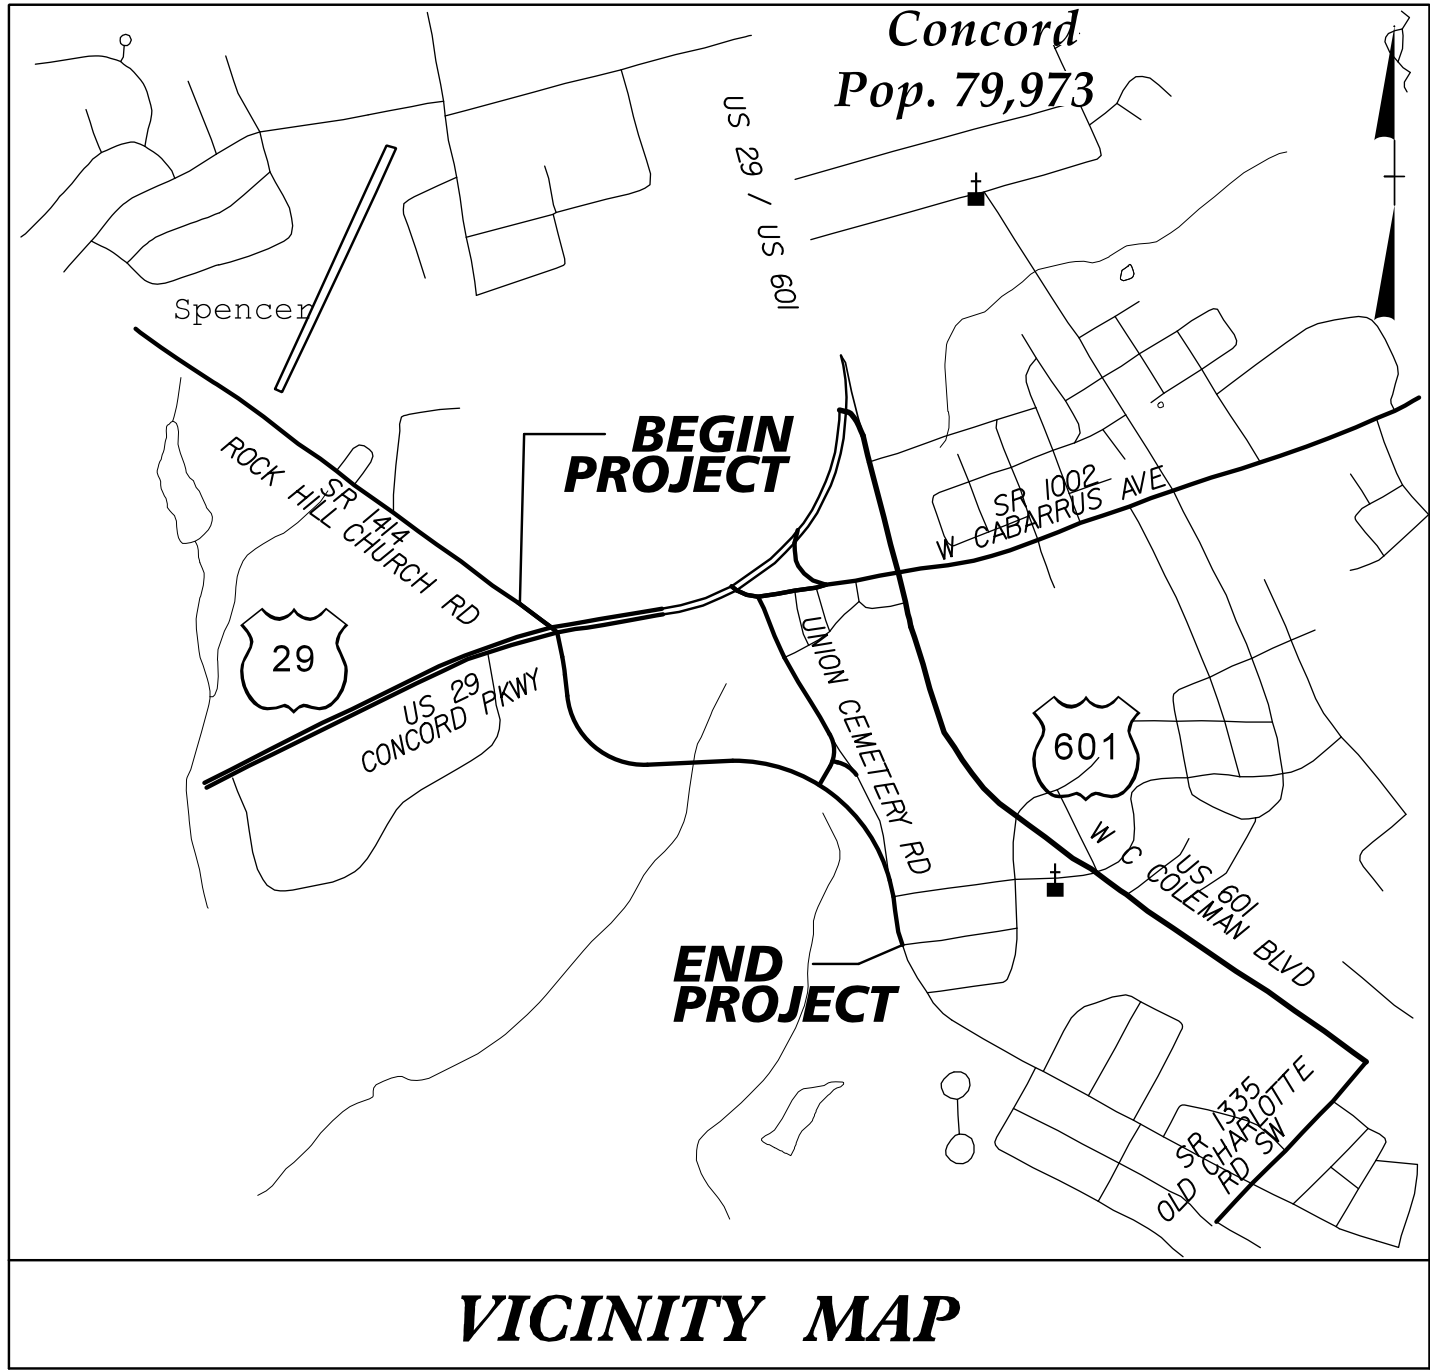 Concord
Pop. 79,973
US 29 / US 601
Spencer
BEGIN
PROJECT
SR 1414
ROCK HILL CHURCH RD
SR 1002
W CABARRUS AVE
29
US 29
CONCORD PKWY
UNION CEMETERY RD
601
US 601
W C COLEMAN BLVD
END
PROJECT
SR 1335
OLD CHARLOTTE
RD SW
VICINITY MAP